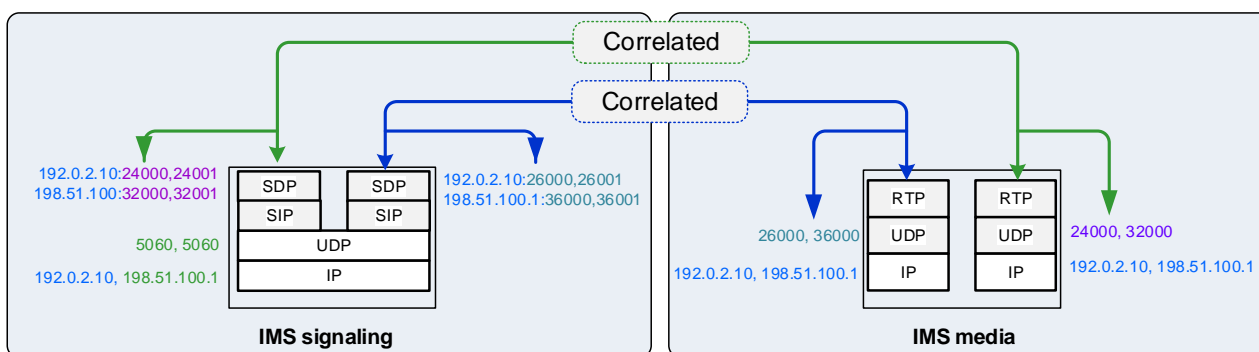 Correlated
Correlated
192.0.2.10:24000,24001
198.51.100:32000,32001
SDP
SDP
192.0.2.10:26000,26001
198.51.100.1:36000,36001
SIP
SIP
5060, 5060
UDP
192.0.2.10, 198.51.100.1
IP
IMS signaling
RTP
RTP
26000, 36000
UDP
UDP
24000, 32000
192.0.2.10, 198.51.100.1
IP
IP
192.0.2.10, 198.51.100.1
IMS media